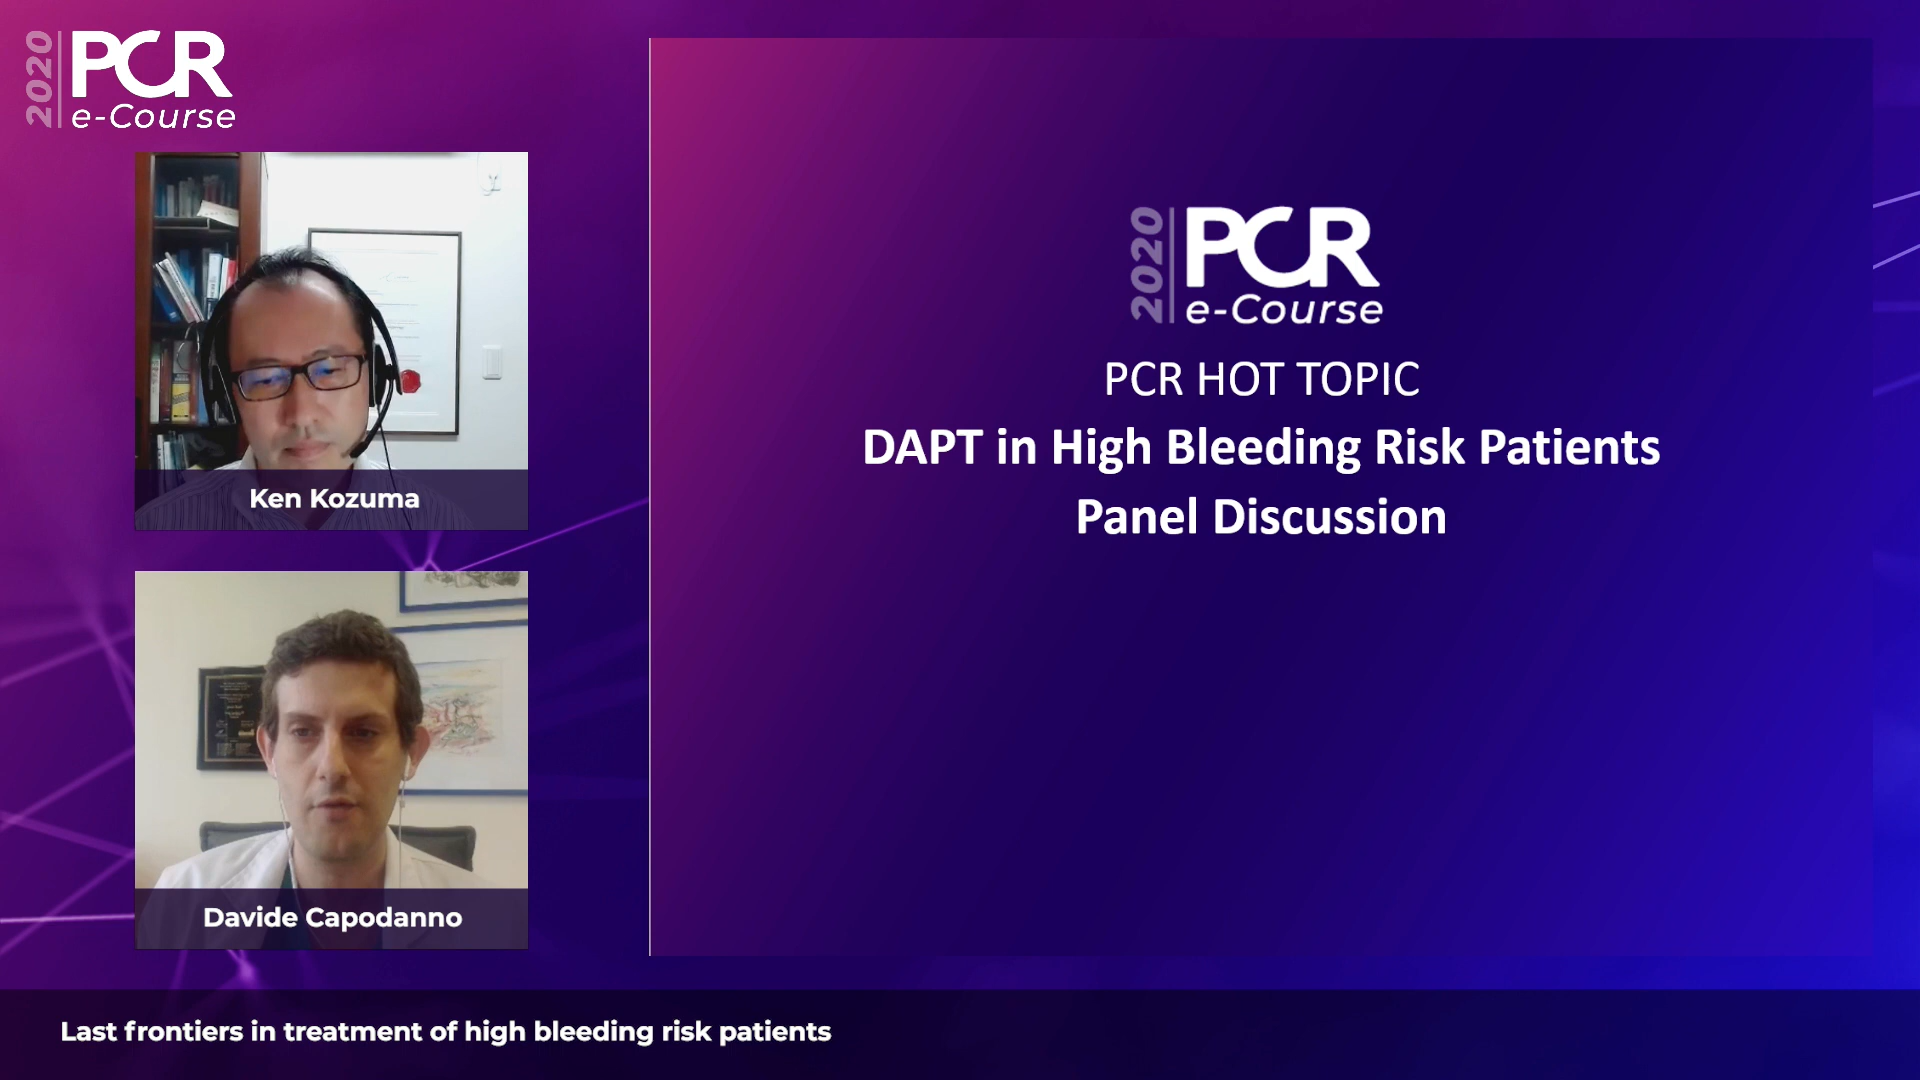 2020
PCR
e-Course
Ken Kozuma
Davide Capodanno
2020
PCR
e-Course
PCR HOT TOPIC
DAPT in High Bleeding Risk Patients
Panel Discussion
Last frontiers in treatment of high bleeding risk patients